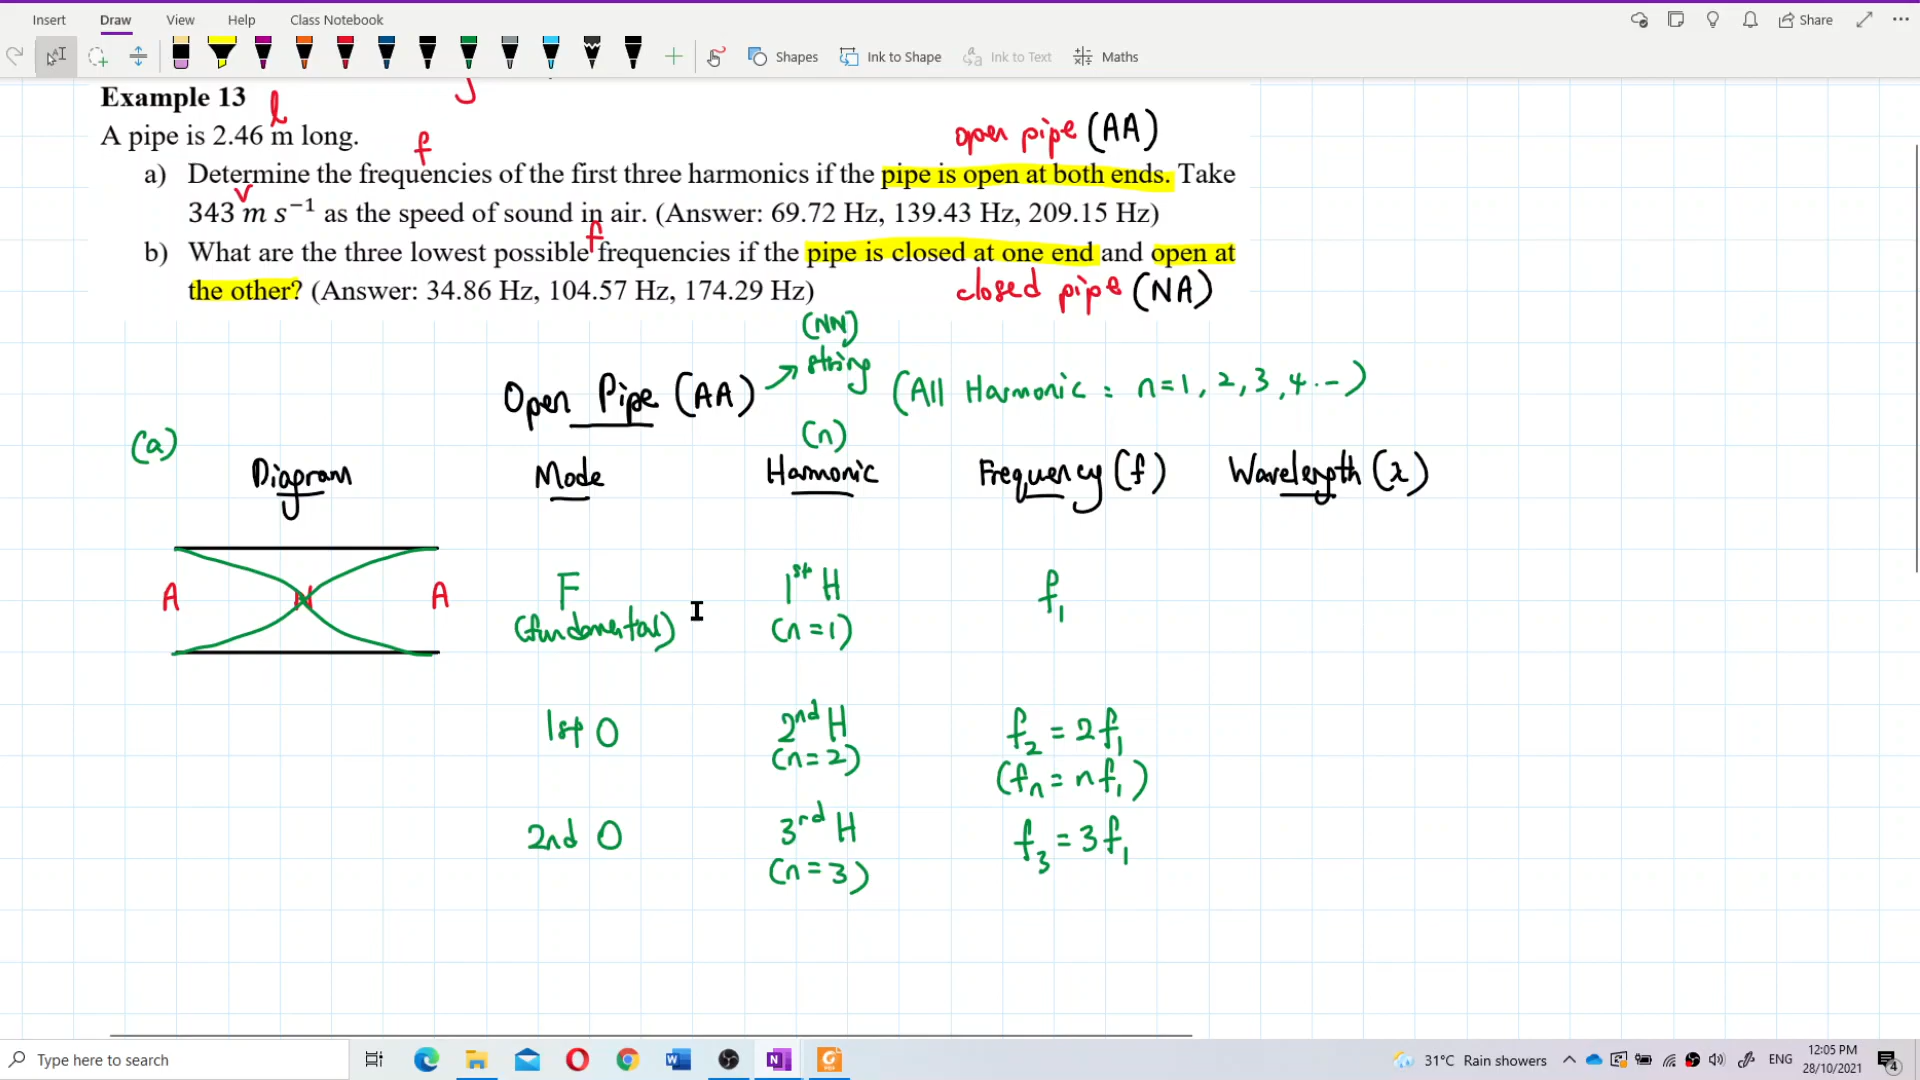 Insert Draw View Help Class Notebook Share
Shapes Ink to Shape Ink to Text Maths
Example 13
l
A pipe is 2.46 m long.
open pipe (AA)
f
a) Determine the frequencies of the first three harmonics if the pipe is open at both ends. Take
v
343 m s⁻¹ as the speed of sound in air. (Answer: 69.72 Hz, 139.43 Hz, 209.15 Hz)
f
b) What are the three lowest possible frequencies if the pipe is closed at one end and open at
the other? (Answer: 34.86 Hz, 104.57 Hz, 174.29 Hz)
closed pipe (NA)
(NN)
string
Open Pipe (AA) → (All Harmonic : n=1, 2, 3, 4 . . –)
(a)
(n)
Diagram Mode Harmonic Frequency (f) Wavelength (λ)
A N A F 1st H f₁
(fundamental) (n=1)
1st O 2nd H f₂ = 2f₁
(n=2) (fₙ = nf₁)
2nd O 3rd H f₃ = 3f₁
(n=3)
Type here to search
31°C Rain showers ENG 12:05 PM
28/10/2021
4